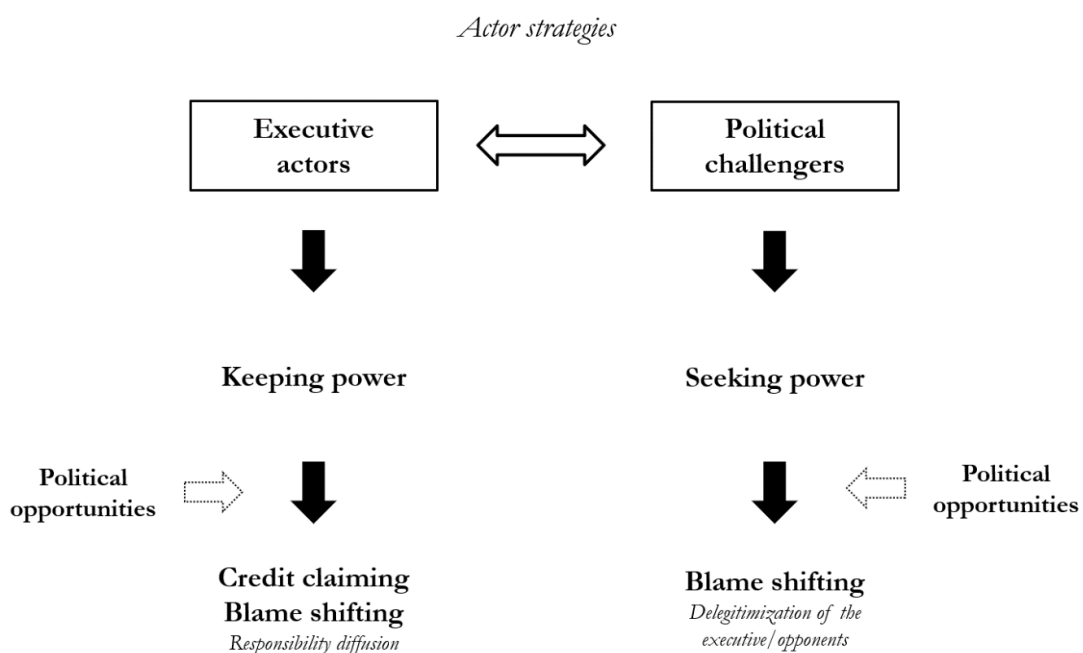 Actor strategies
Executive
actors
Political
challengers
Keeping power
Seeking power
Political
opportunities
Political
opportunities
Credit claiming
Blame shifting
Responsibility diffusion
Blame shifting
Delegitimization of the
executive/opponents